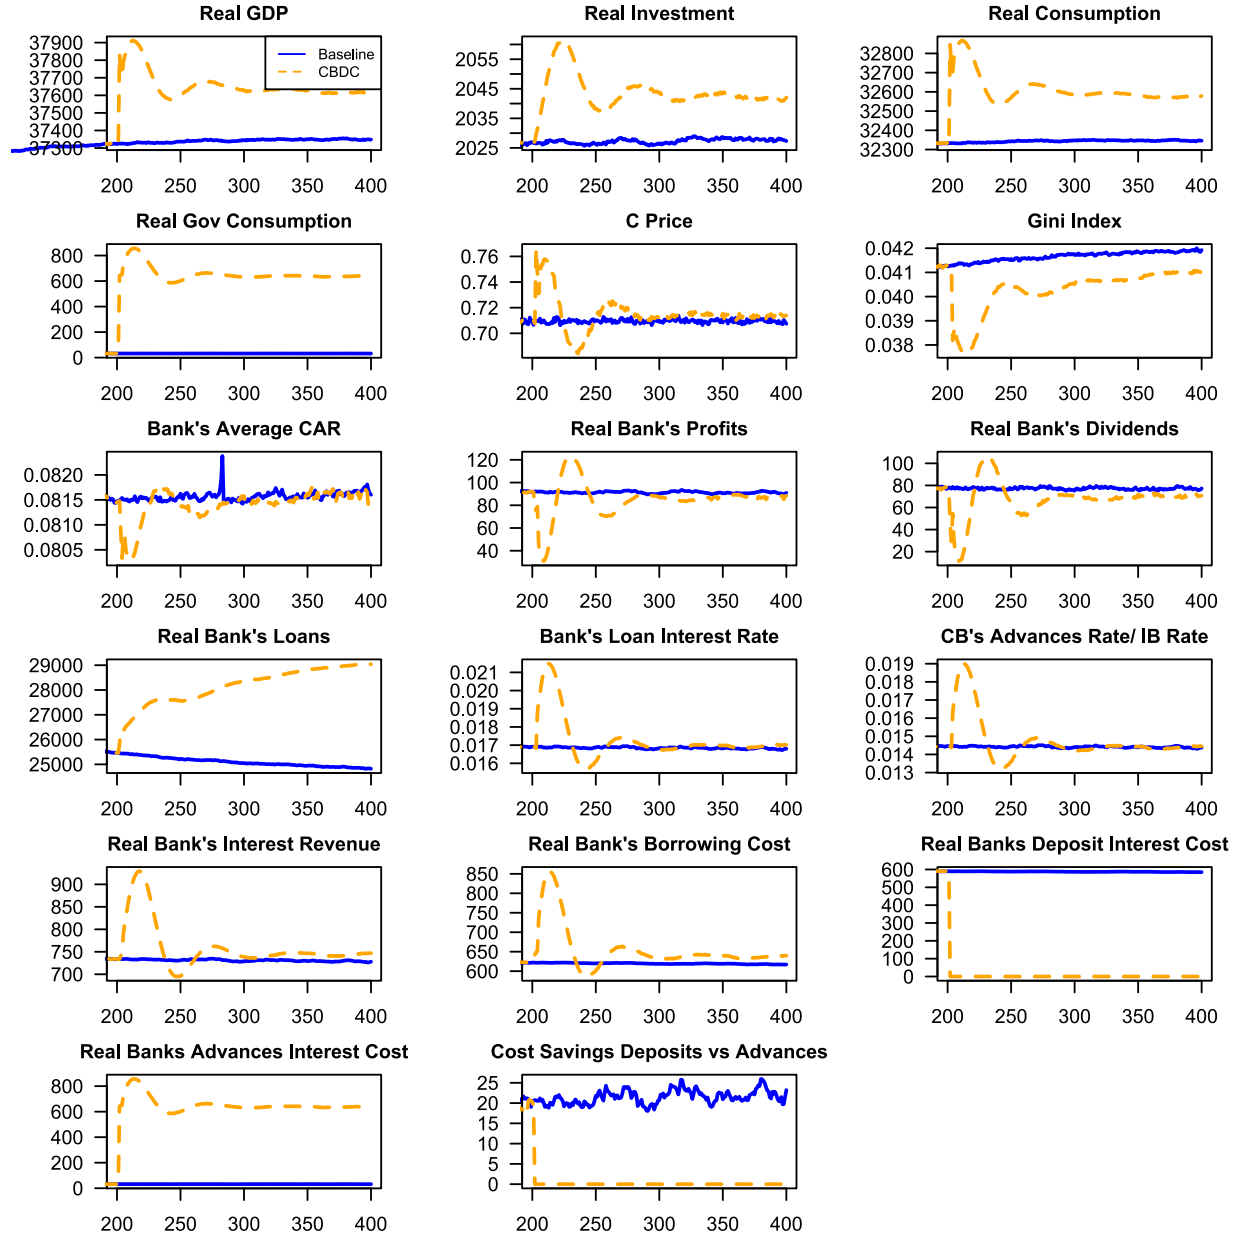 Real GDP
37900
37800
37700
37600
37500
37400
37300
Baseline
CBDC
200 250 300 350 400
Real Investment
2055
2045
2035
2025
200 250 300 350 400
Real Consumption
32800
32700
32600
32500
32400
32300
200 250 300 350 400
Real Gov Consumption
800
600
400
200
0
200 250 300 350 400
C Price
0.76
0.74
0.72
0.70
200 250 300 350 400
Gini Index
0.042
0.041
0.040
0.039
0.038
200 250 300 350 400
Bank's Average CAR
0.0820
0.0815
0.0810
0.0805
200 250 300 350 400
Real Bank's Profits
120
100
80
60
40
200 250 300 350 400
Real Bank's Dividends
100
80
60
40
20
200 250 300 350 400
Real Bank's Loans
29000
28000
27000
26000
25000
200 250 300 350 400
Bank's Loan Interest Rate
0.021
0.020
0.019
0.018
0.017
0.016
200 250 300 350 400
CB's Advances Rate/ IB Rate
0.019
0.018
0.017
0.016
0.015
0.014
0.013
200 250 300 350 400
Real Bank's Interest Revenue
900
850
800
750
700
200 250 300 350 400
Real Bank's Borrowing Cost
850
800
750
700
650
600
200 250 300 350 400
Real Banks Deposit Interest Cost
600
500
400
300
200
100
0
200 250 300 350 400
Real Banks Advances Interest Cost
800
600
400
200
0
200 250 300 350 400
Cost Savings Deposits vs Advances
25
20
15
10
5
0
200 250 300 350 400